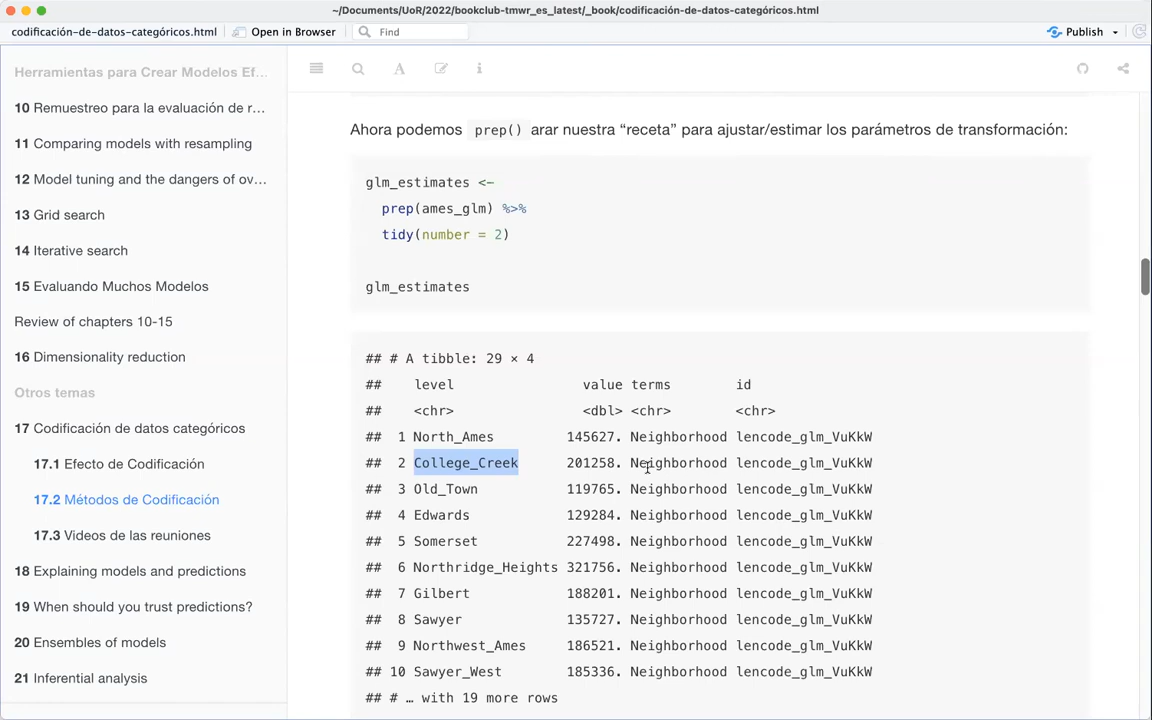 ~/Documents/UoR/2022/bookclub-tmwr_es_latest/_book/codificación-de-datos-categóricos.html
codificación-de-datos-categóricos.html
Open in Browser
Find
Publish
Herramientas para Crear Modelos Ef…
10 Remuestreo para la evaluación de r…
11 Comparing models with resampling
12 Model tuning and the dangers of ov…
13 Grid search
14 Iterative search
15 Evaluando Muchos Modelos
Review of chapters 10-15
16 Dimensionality reduction
Otros temas
17 Codificación de datos categóricos
17.1 Efecto de Codificación
17.2 Métodos de Codificación
17.3 Videos de las reuniones
18 Explaining models and predictions
19 When should you trust predictions?
20 Ensembles of models
21 Inferential analysis
Ahora podemos prep() arar nuestra “receta” para ajustar/estimar los parámetros de transformación:
glm_estimates <-
prep(ames_glm) %>%
tidy(number = 2)
glm_estimates
## # A tibble: 29 × 4
## level value terms id
## <chr> <dbl> <chr> <chr>
## 1 North_Ames 145627. Neighborhood lencode_glm_VuKkW
## 2 College_Creek 201258. Neighborhood lencode_glm_VuKkW
## 3 Old_Town 119765. Neighborhood lencode_glm_VuKkW
## 4 Edwards 129284. Neighborhood lencode_glm_VuKkW
## 5 Somerset 227498. Neighborhood lencode_glm_VuKkW
## 6 Northridge_Heights 321756. Neighborhood lencode_glm_VuKkW
## 7 Gilbert 188201. Neighborhood lencode_glm_VuKkW
## 8 Sawyer 135727. Neighborhood lencode_glm_VuKkW
## 9 Northwest_Ames 186521. Neighborhood lencode_glm_VuKkW
## 10 Sawyer_West 185336. Neighborhood lencode_glm_VuKkW
## # … with 19 more rows